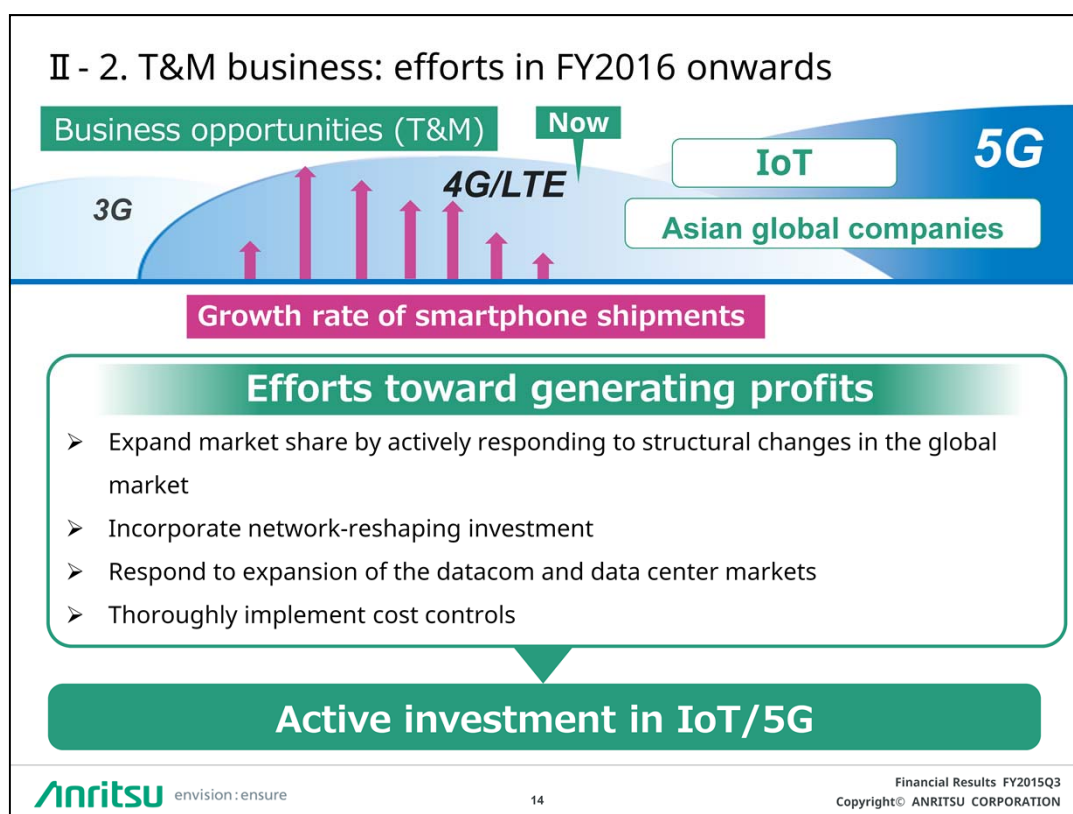 Ⅱ - 2. T&M business: efforts in FY2016 onwards
Business opportunities (T&M)
Now
3G
4G/LTE
IoT
5G
Asian global companies
Growth rate of smartphone shipments
Efforts toward generating profits
➢ Expand market share by actively responding to structural changes in the global
market
➢ Incorporate network-reshaping investment
➢ Respond to expansion of the datacom and data center markets
➢ Thoroughly implement cost controls
Active investment in IoT/5G
Anritsu envision : ensure
14
Financial Results FY2015Q3
Copyright© ANRITSU CORPORATION